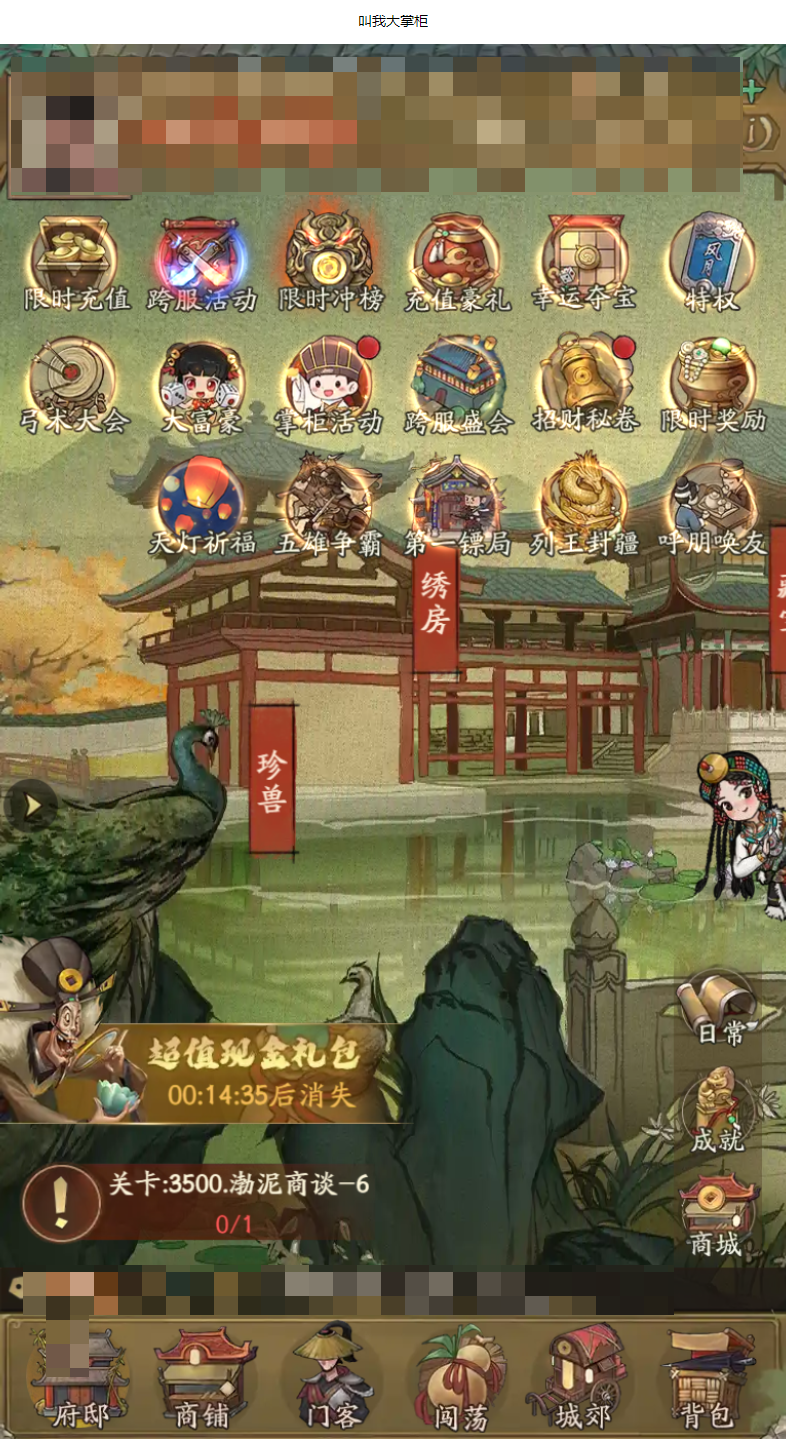 叫我大掌柜
限时充值
跨服活动
限时冲榜
充值豪礼
幸运夺宝
风月
特权
弓术大会
大富豪
掌柜活动
跨服盛会
招财秘卷
限时奖励
天灯祈福
五雄争霸
第一镖局
列王封疆
呼朋唤友
绣房
珍兽
超值现金礼包
00:14:35后消失
日常
成就
关卡:3500.渤泥商谈-6
0/1
商城
府邸
商铺
门客
闯荡
城郊
背包